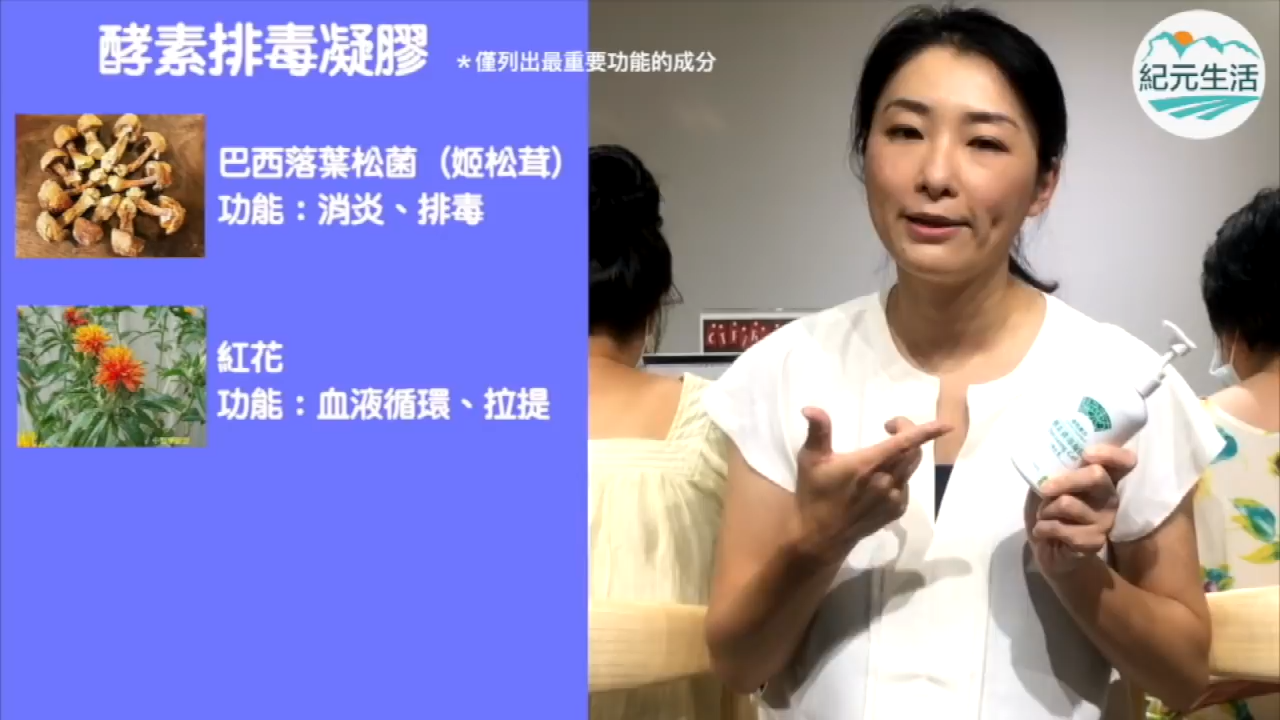 酵素排毒凝膠
＊僅列出最重要功能的成分
紀元生活
巴西落葉松菌（姬松茸）
功能：消炎、排毒
紅花
功能：血液循環、拉提